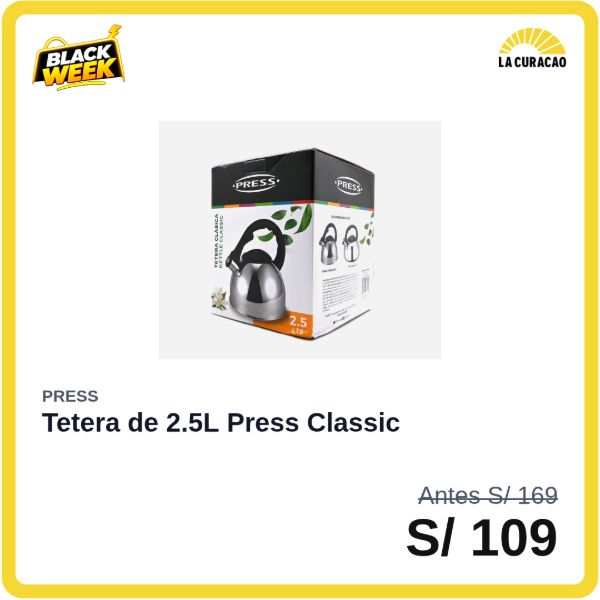 BLACK
WEEK
LA CURACAO
PRESS
PRESS
TETERA CLÁSICA
KETTLE CLASSIC
2.5
LTS
PRESS
Tetera de 2.5L Press Classic
Antes S/ 169
S/ 109